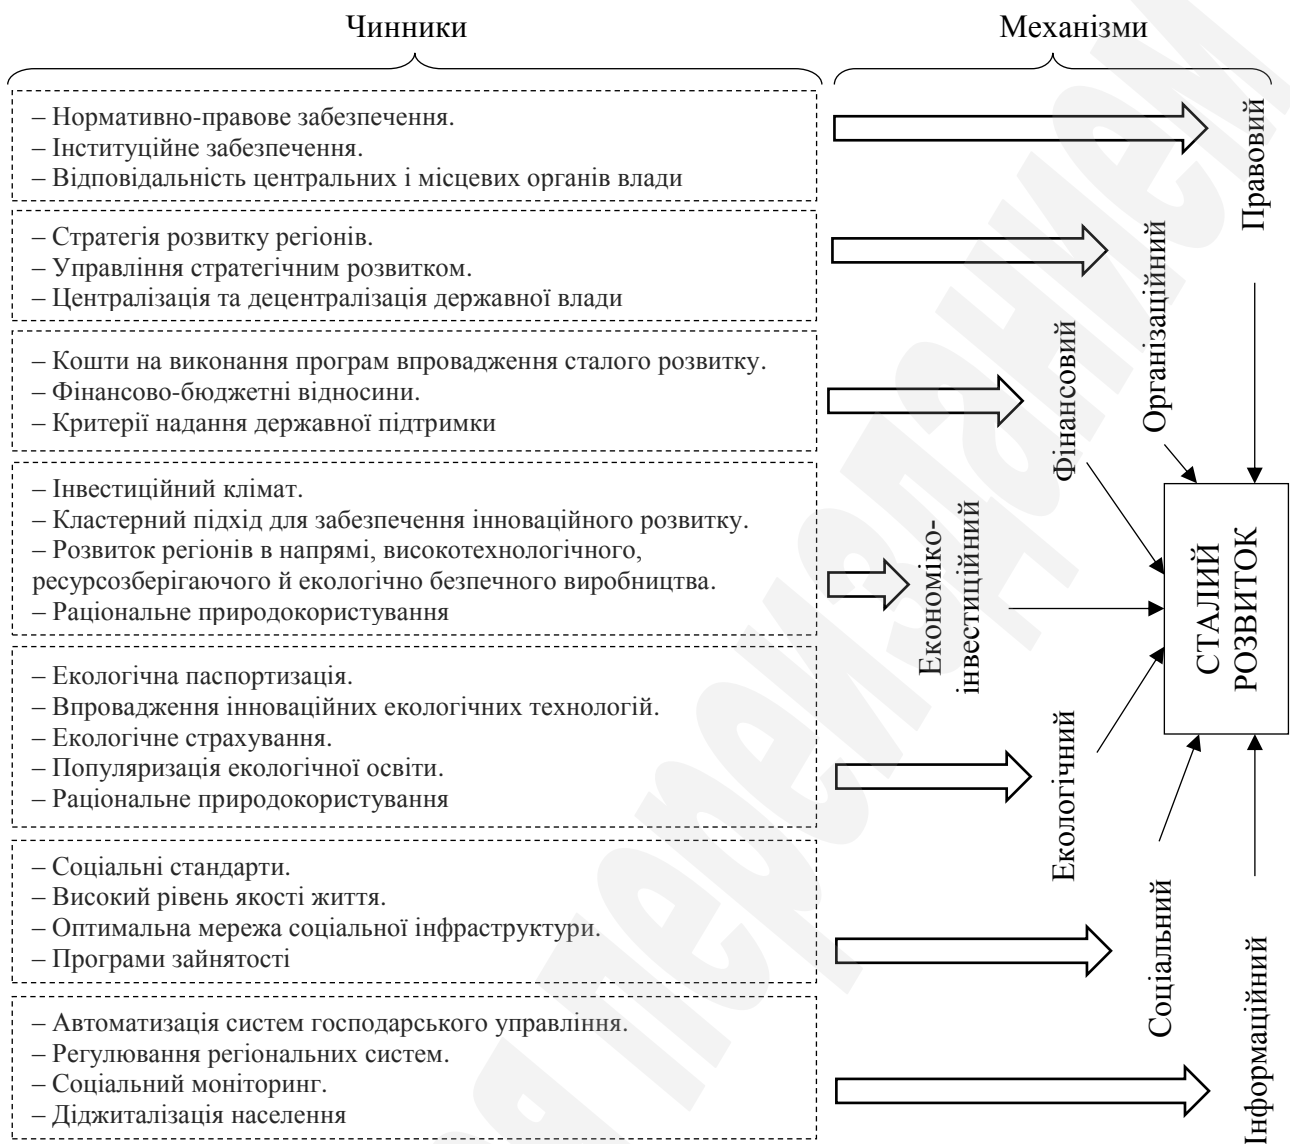 Чинники
Механізми
– Нормативно-правове забезпечення.
– Інституційне забезпечення.
– Відповідальність центральних і місцевих органів влади
Правовий
– Стратегія розвитку регіонів.
– Управління стратегічним розвитком.
– Централізація та децентралізація державної влади
Організаційний
– Кошти на виконання програм впровадження сталого розвитку.
– Фінансово-бюджетні відносини.
– Критерії надання державної підтримки
Фінансовий
– Інвестиційний клімат.
– Кластерний підхід для забезпечення інноваційного розвитку.
– Розвиток регіонів в напрямі, високотехнологічного,
ресурсозберігаючого й екологічно безпечного виробництва.
– Раціональне природокористування
Економіко-
інвестиційний
– Екологічна паспортизація.
– Впровадження інноваційних екологічних технологій.
– Екологічне страхування.
– Популяризація екологічної освіти.
– Раціональне природокористування
Екологічний
– Соціальні стандарти.
– Високий рівень якості життя.
– Оптимальна мережа соціальної інфраструктури.
– Програми зайнятості
Соціальний
– Автоматизація систем господарського управління.
– Регулювання регіональних систем.
– Соціальний моніторинг.
– Діджиталізація населення
Інформаційний
СТАЛИЙ
РОЗВИТОК
я переизданием